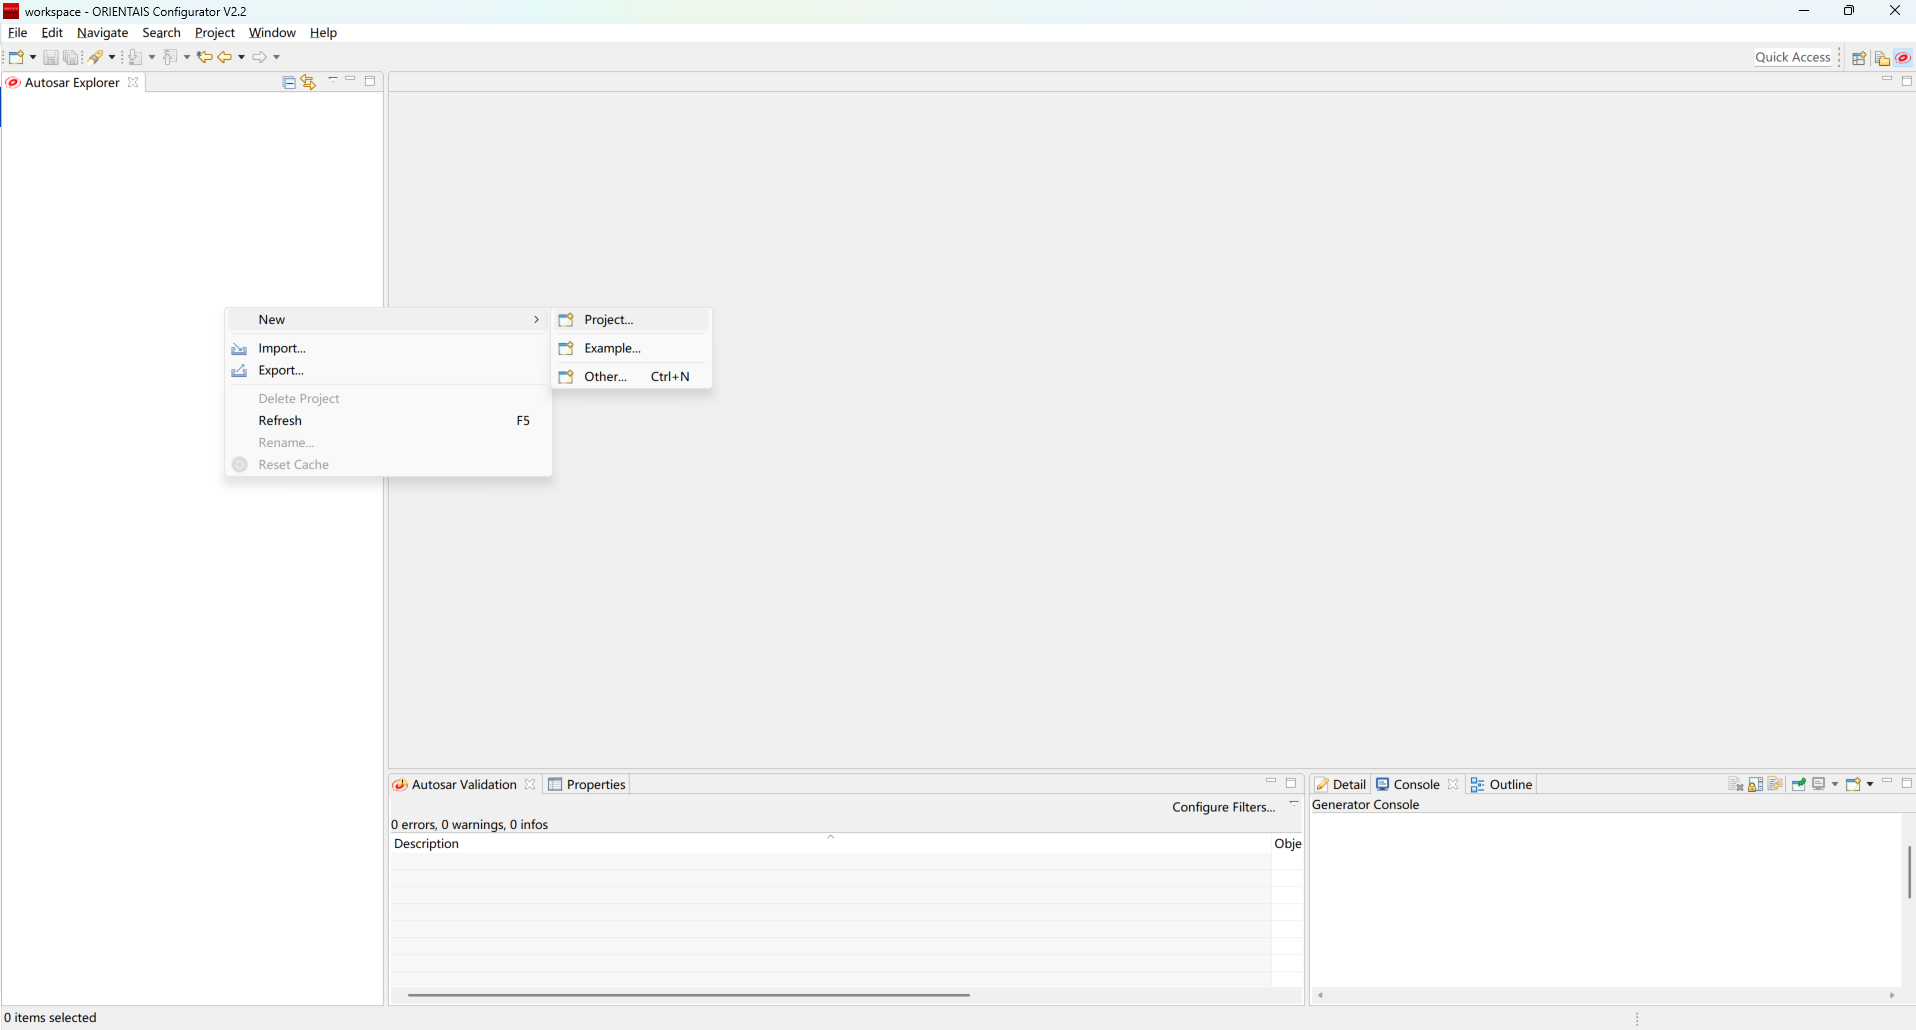 workspace - ORIENTAIS Configurator V2.2
File Edit Navigate Search Project Window Help
Quick Access
Autosar Explorer
New
Import...
Export...
Delete Project
Refresh F5
Rename...
Reset Cache
Project...
Example...
Other... Ctrl+N
Autosar Validation Properties
Configure Filters...
0 errors, 0 warnings, 0 infos
Description Obje
Detail Console Outline
Generator Console
0 items selected